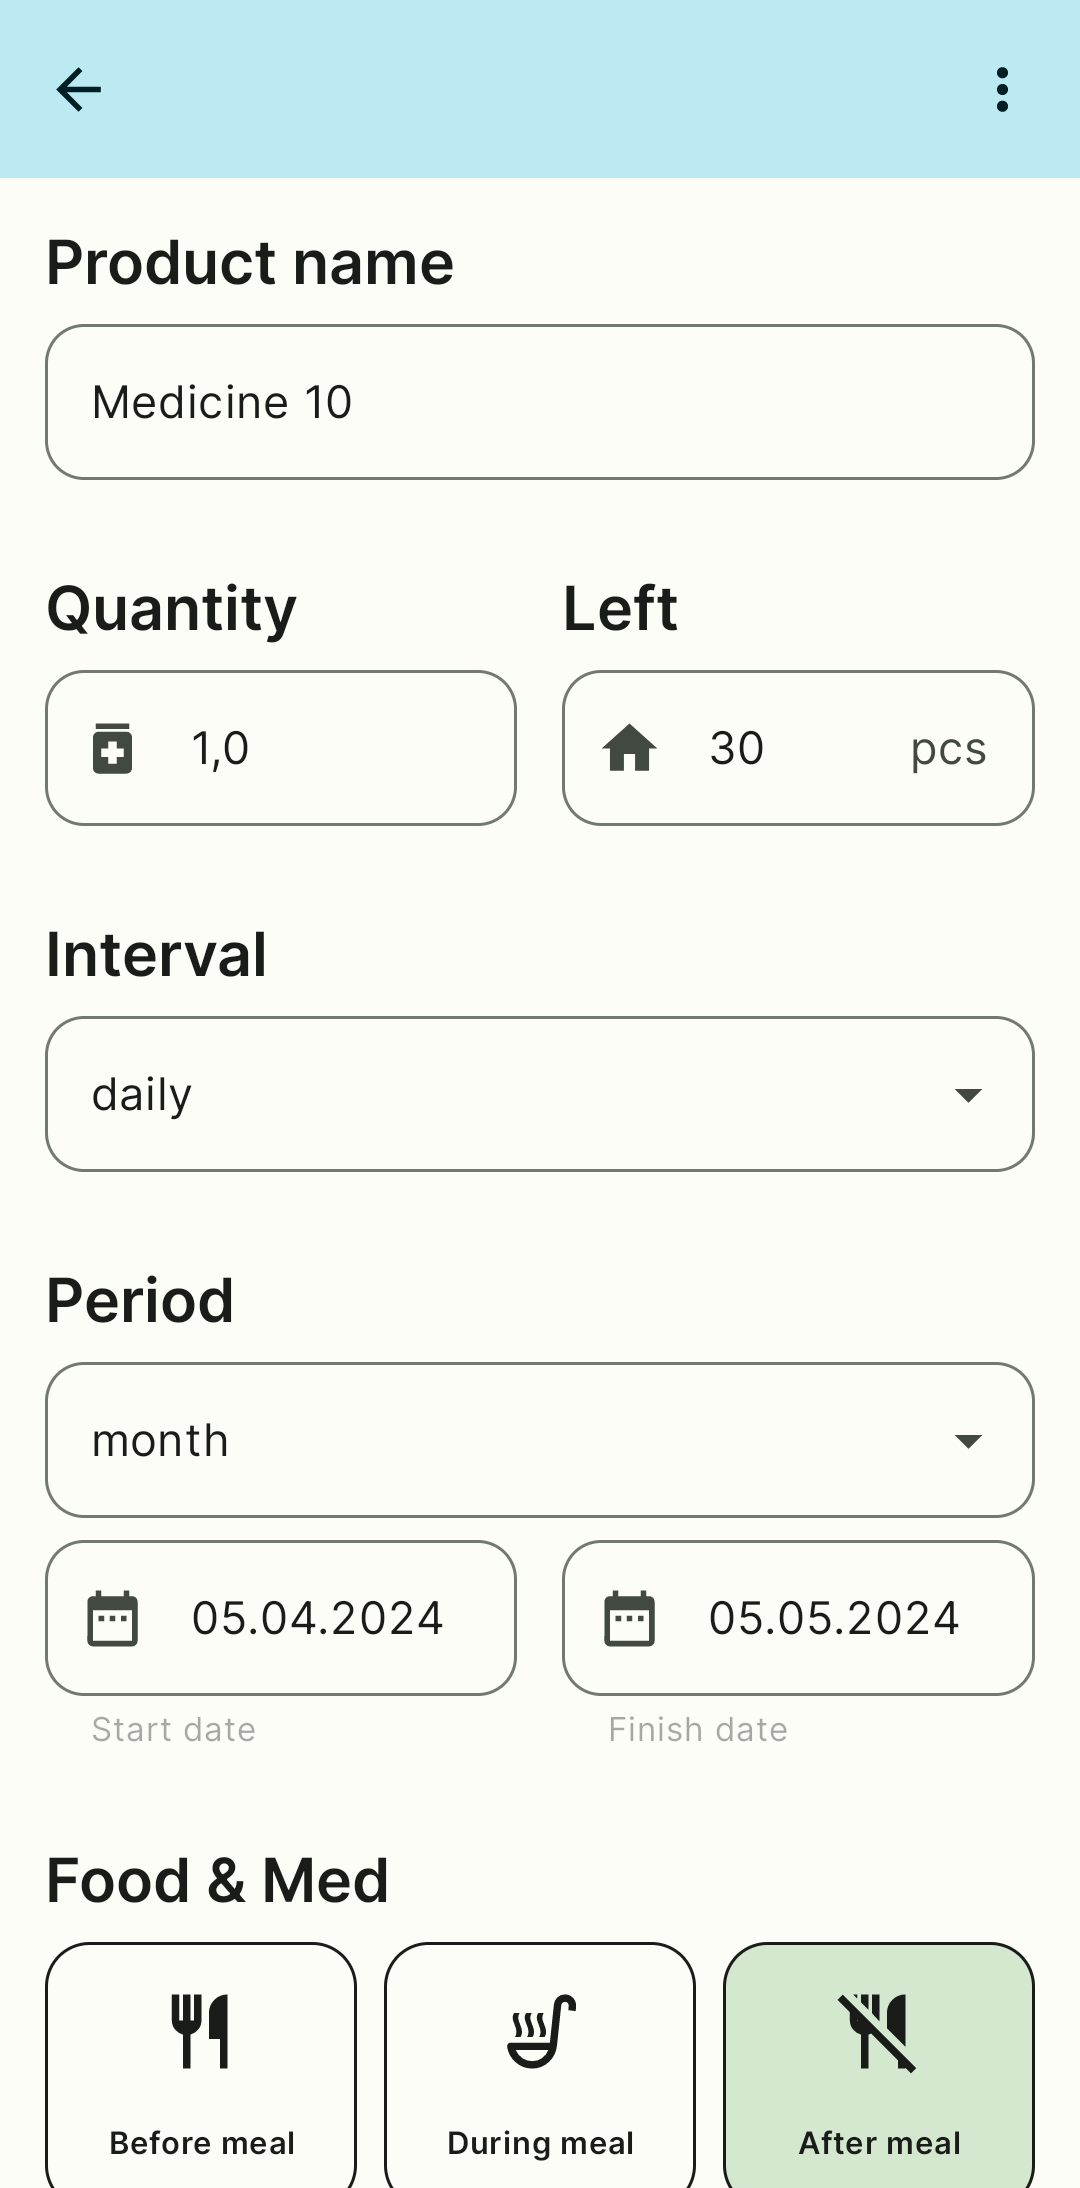 Product name
Medicine 10
Quantity
Left
1,0
30 pcs
Interval
daily
Period
month
05.04.2024
05.05.2024
Start date
Finish date
Food & Med
Before meal
During meal
After meal